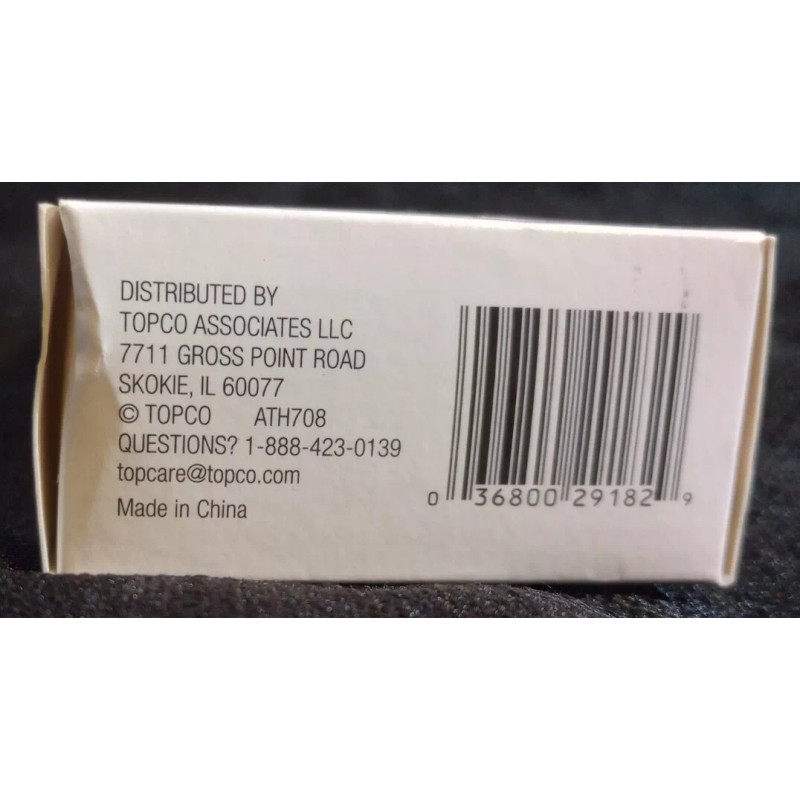 DISTRIBUTED BY
TOPCO ASSOCIATES LLC
7711 GROSS POINT ROAD
SKOKIE, IL 60077
© TOPCO ATH708
QUESTIONS? 1-888-423-0139
topcare@topco.com
Made in China
0 36800 29182 9